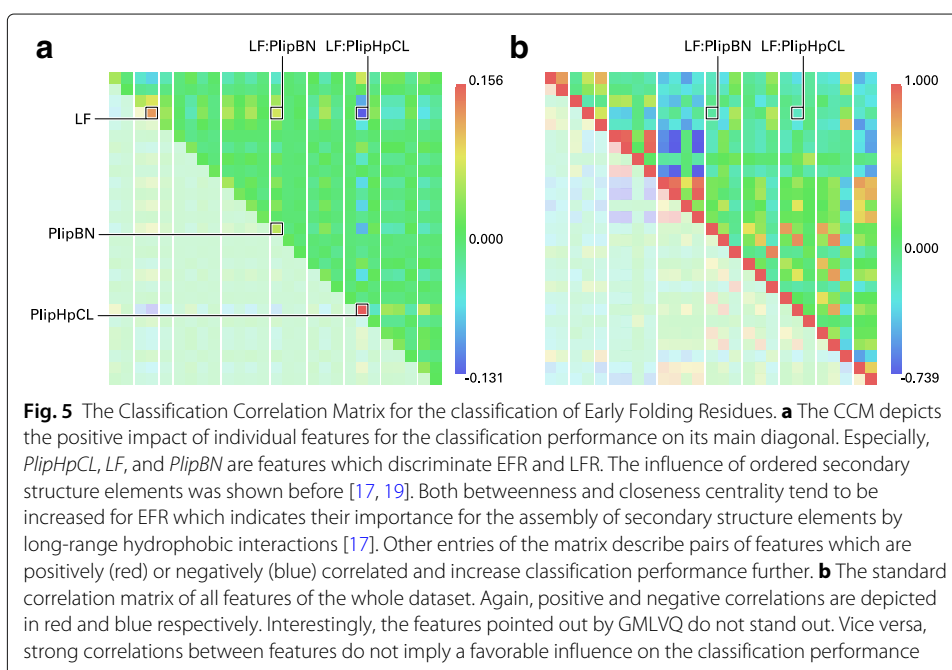 a
b
LF:PlipBN LF:PlipHpCL
LF:PlipBN LF:PlipHpCL
0.156
1.000
LF
PlipBN
0.000
0.000
PlipHpCL
-0.131
-0.739
Fig. 5 The Classification Correlation Matrix for the classification of Early Folding Residues. a The CCM depicts
the positive impact of individual features for the classification performance on its main diagonal. Especially,
PlipHpCL, LF, and PlipBN are features which discriminate EFR and LFR. The influence of ordered secondary
structure elements was shown before [17, 19]. Both betweenness and closeness centrality tend to be
increased for EFR which indicates their importance for the assembly of secondary structure elements by
long-range hydrophobic interactions [17]. Other entries of the matrix describe pairs of features which are
positively (red) or negatively (blue) correlated and increase classification performance further. b The standard
correlation matrix of all features of the whole dataset. Again, positive and negative correlations are depicted
in red and blue respectively. Interestingly, the features pointed out by GMLVQ do not stand out. Vice versa,
strong correlations between features do not imply a favorable influence on the classification performance